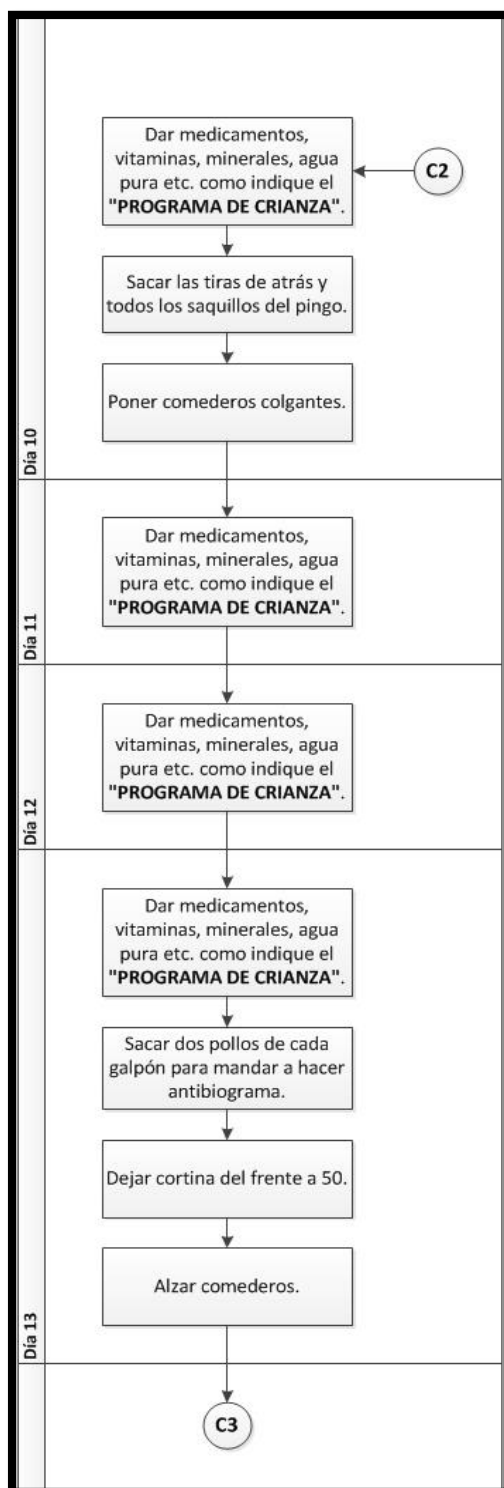 Dar medicamentos,
vitaminas, minerales, agua
pura etc. como indique el
"PROGRAMA DE CRIANZA".
C2
Sacar las tiras de atrás y
todos los saquillos del pingo.
Poner comederos colgantes.
Día 10
Dar medicamentos,
vitaminas, minerales, agua
pura etc. como indique el
"PROGRAMA DE CRIANZA".
Día 11
Dar medicamentos,
vitaminas, minerales, agua
pura etc. como indique el
"PROGRAMA DE CRIANZA".
Día 12
Dar medicamentos,
vitaminas, minerales, agua
pura etc. como indique el
"PROGRAMA DE CRIANZA".
Sacar dos pollos de cada
galpón para mandar a hacer
antibiograma.
Dejar cortina del frente a 50.
Alzar comederos.
Día 13
C3